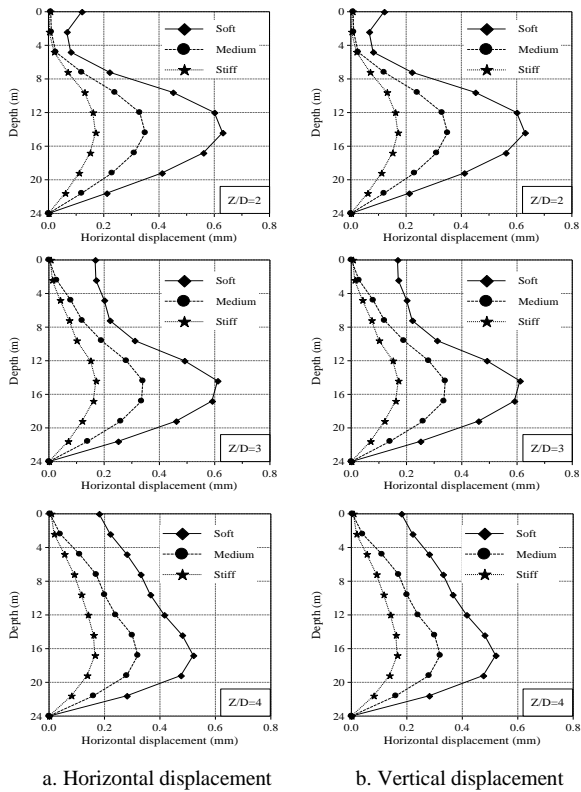 0
4
8
12
16
20
24
Depth (m)
Soft
Medium
Stiff
Z/D=2
0.0 0.2 0.4 0.6 0.8
Horizontal displacement (mm)
0
4
8
12
16
20
24
Depth (m)
Soft
Medium
Stiff
Z/D=2
0.0 0.2 0.4 0.6 0.8
Horizontal displacement (mm)
0
4
8
12
16
20
24
Depth (m)
Soft
Medium
Stiff
Z/D=3
0.0 0.2 0.4 0.6 0.8
Horizontal displacement (mm)
0
4
8
12
16
20
24
Depth (m)
Soft
Medium
Stiff
Z/D=3
0.0 0.2 0.4 0.6 0.8
Horizontal displacement (mm)
0
4
8
12
16
20
24
Depth (m)
Soft
Medium
Stiff
Z/D=4
0.0 0.2 0.4 0.6 0.8
Horizontal displacement (mm)
0
4
8
12
16
20
24
Depth (m)
Soft
Medium
Stiff
Z/D=4
0.0 0.2 0.4 0.6 0.8
Horizontal displacement (mm)
a. Horizontal displacement
b. Vertical displacement